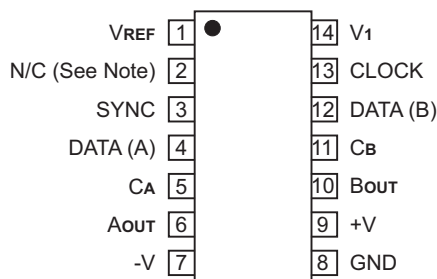 VREF 1 14 V1
N/C (See Note) 2 13 CLOCK
SYNC 3 12 DATA (B)
DATA (A) 4 11 CB
CA 5 10 BOUT
AOUT 6 9 +V
-V 7 8 GND